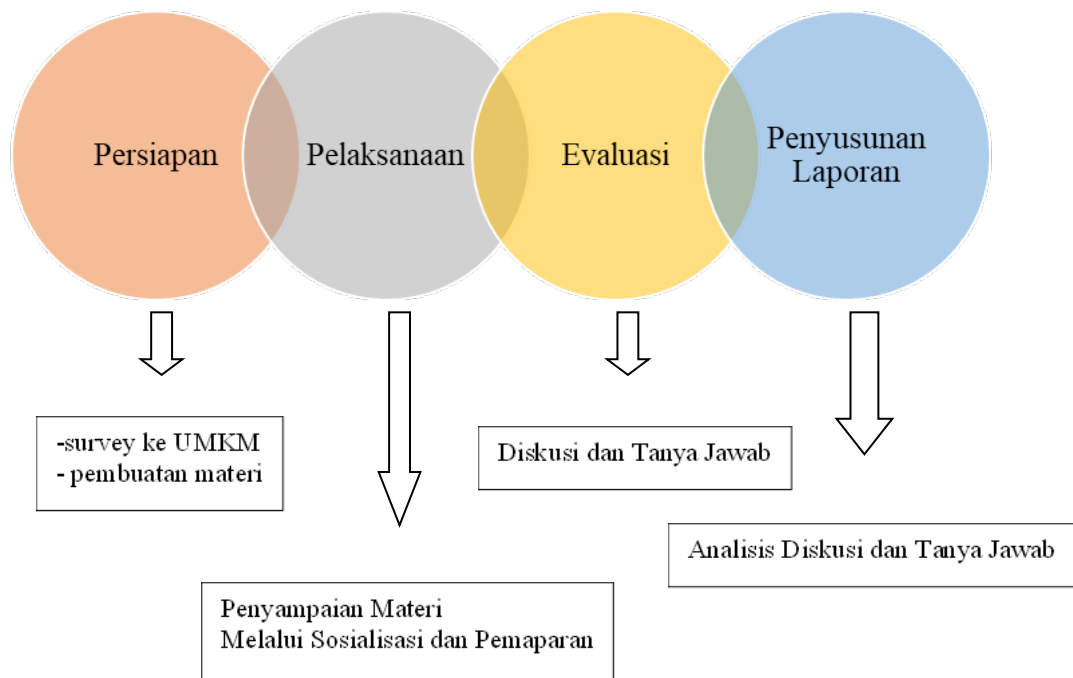 Persiapan
Pelaksanaan
Evaluasi
Penyusunan
Laporan
-survey ke UMKM
- pembuatan materi
Diskusi dan Tanya Jawab
Analisis Diskusi dan Tanya Jawab
Penyampaian Materi
Melalui Sosialisasi dan Pemaparan